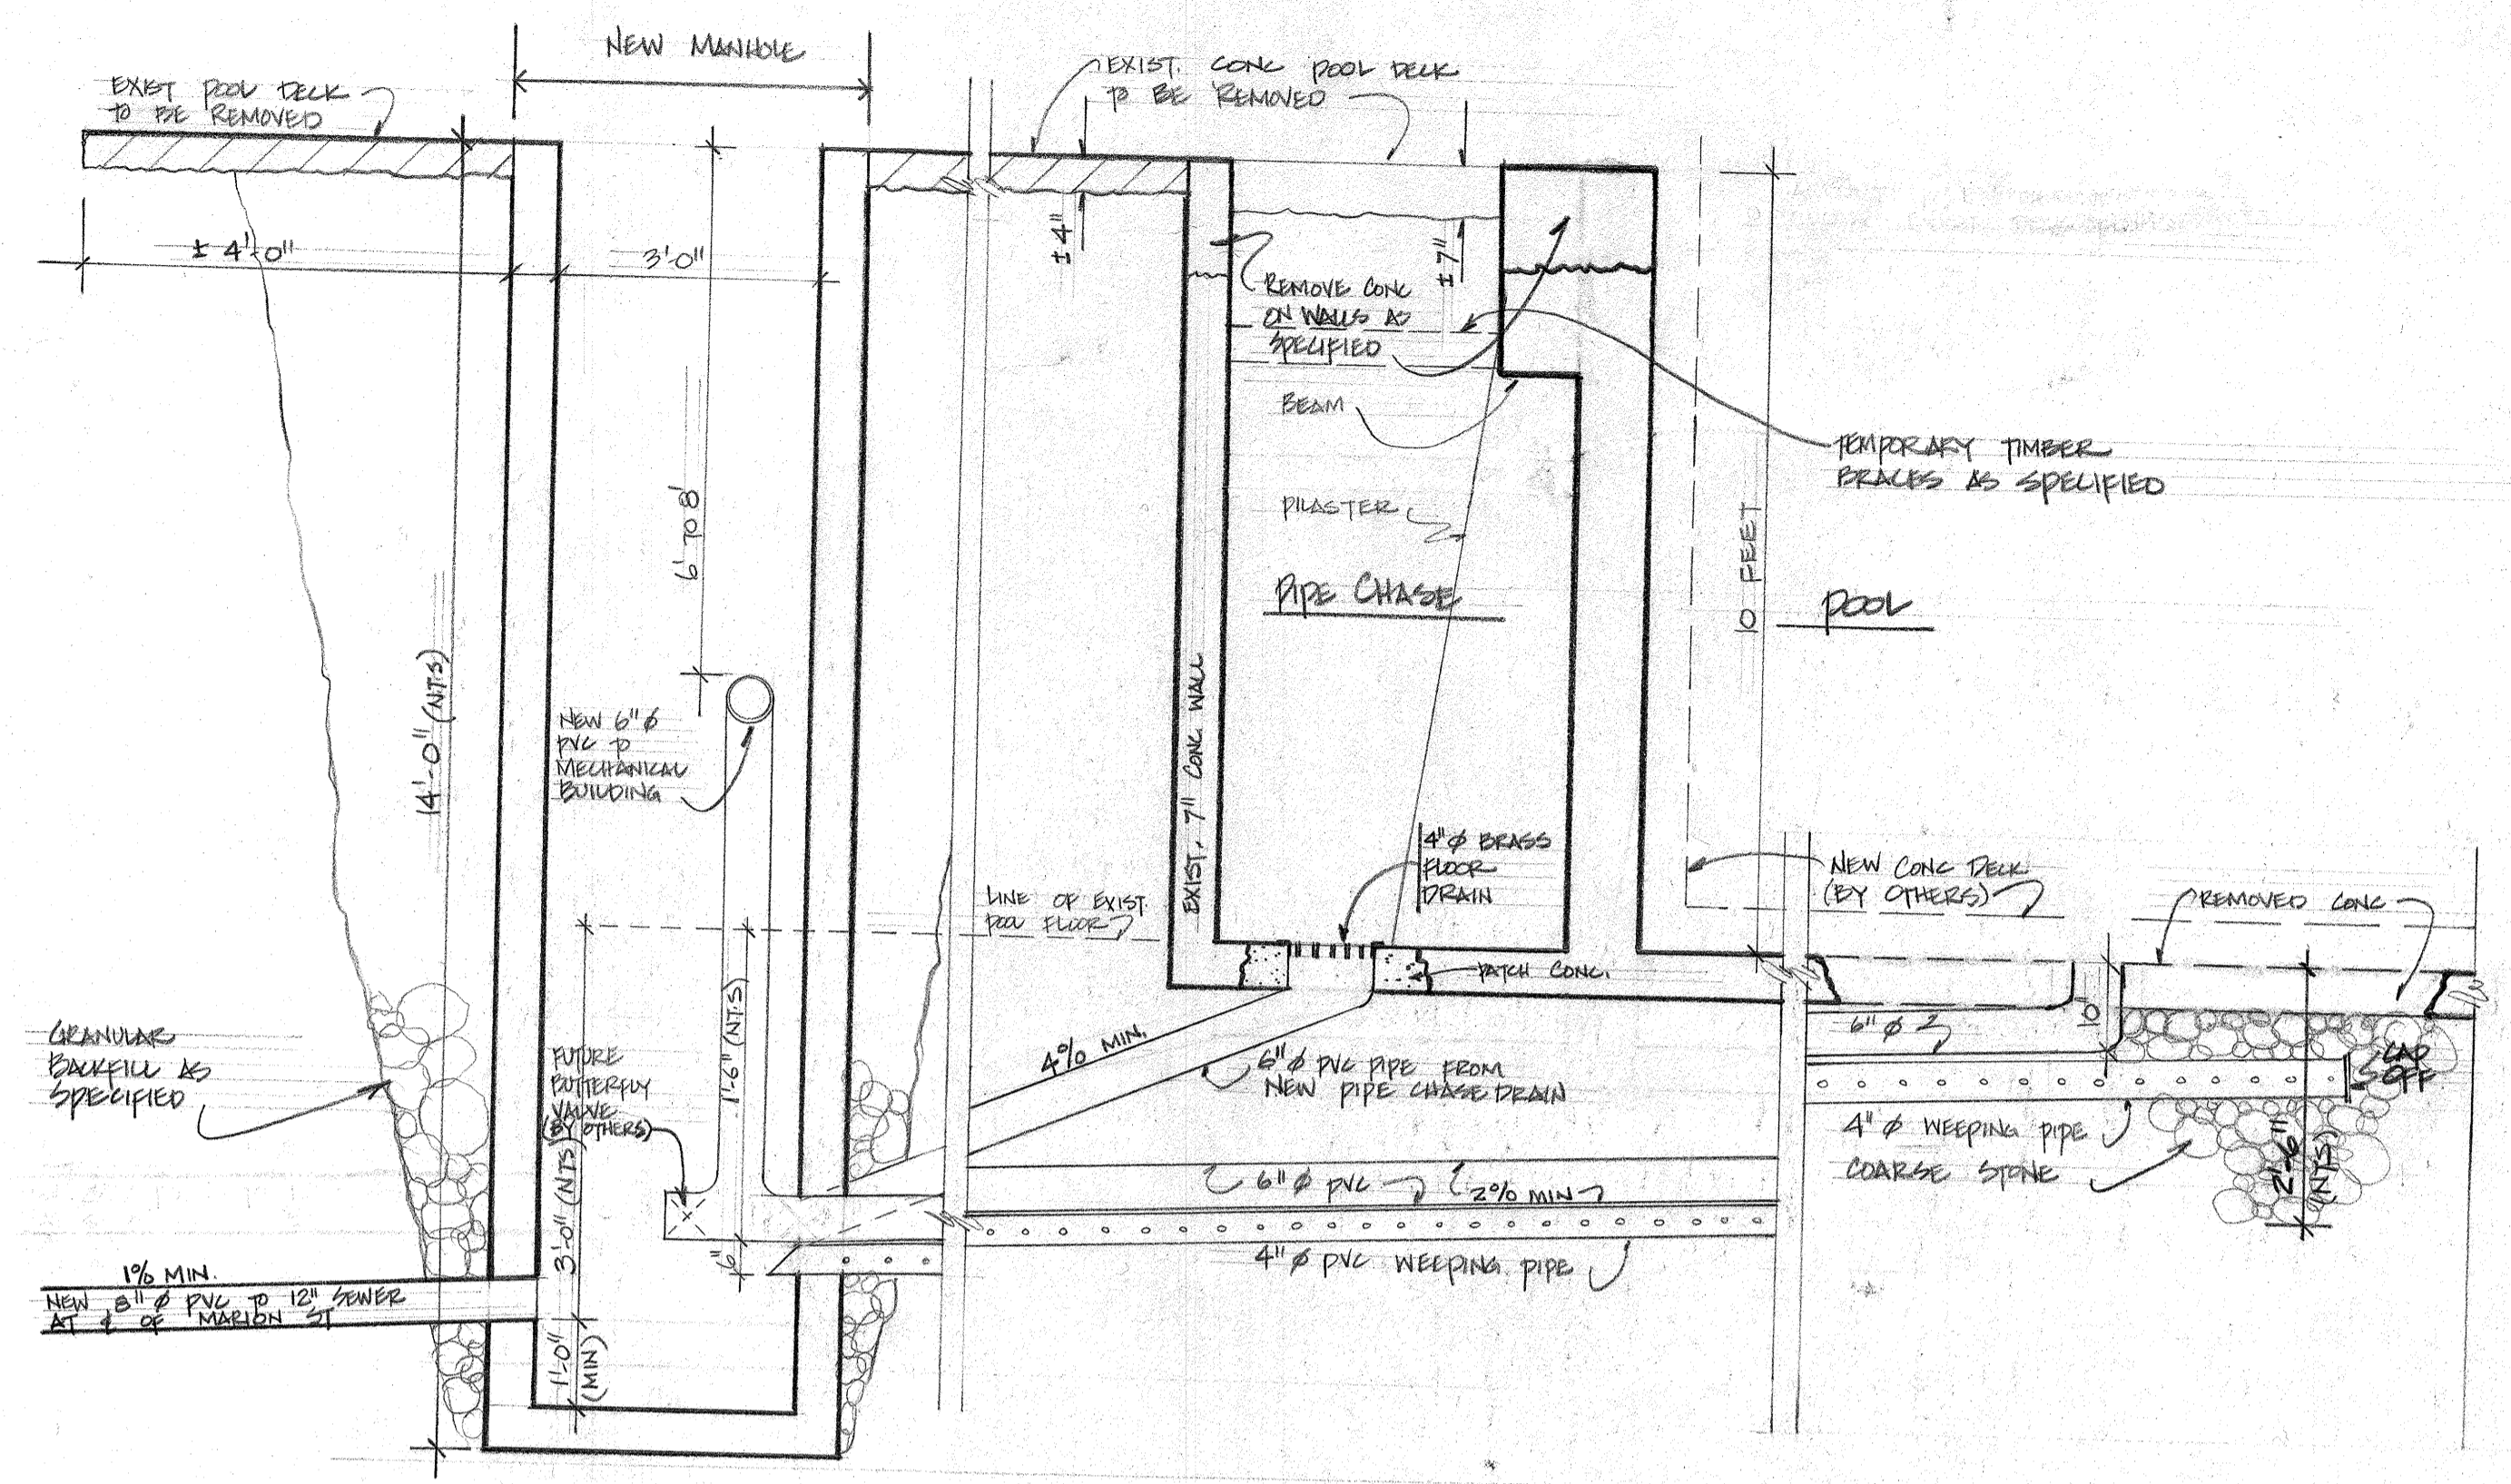 NEW MANHOLE
EXIST POOL DECK
TO BE REMOVED
EXIST. CONC POOL DECK
TO BE REMOVED
± 4'-0"
3'-0"
± 4"
± 7"
REMOVE CONC
ON WALLS AS
SPECIFIED
BEAM
TEMPORARY TIMBER
BRACES AS SPECIFIED
6' TO 8'
PILASTER
10 FEET
PIPE CHASE
POOL
14'-0" (N.T.S)
NEW 6" ϕ
PVC TO
MECHANICAL
BUILDING
EXIST. 7" CONC. WALL
4" ϕ BRASS
FLOOR
DRAIN
LINE OF EXIST.
POOL FLOOR
NEW CONC DECK
(BY OTHERS)
REMOVED CONC
PATCH CONC.
GRANULAR
BACKFILL AS
SPECIFIED
FUTURE
BUTTERFLY
VALVE
(BY OTHERS)
1'-6" (N.T.S)
4% MIN.
6" ϕ PVC PIPE FROM
NEW PIPE CHASE DRAIN
6" ϕ
CAP
OFF
4" ϕ WEEPING PIPE
COARSE STONE
2'-6"
(N.T.S)
6" ϕ PVC
2% MIN
4" ϕ PVC WEEPING PIPE
3'-0" (N.T.S)
6"
1% MIN.
NEW 8" ϕ PVC TO 12" SEWER
AT ℄ OF MARION ST
1'-0"
(MIN)